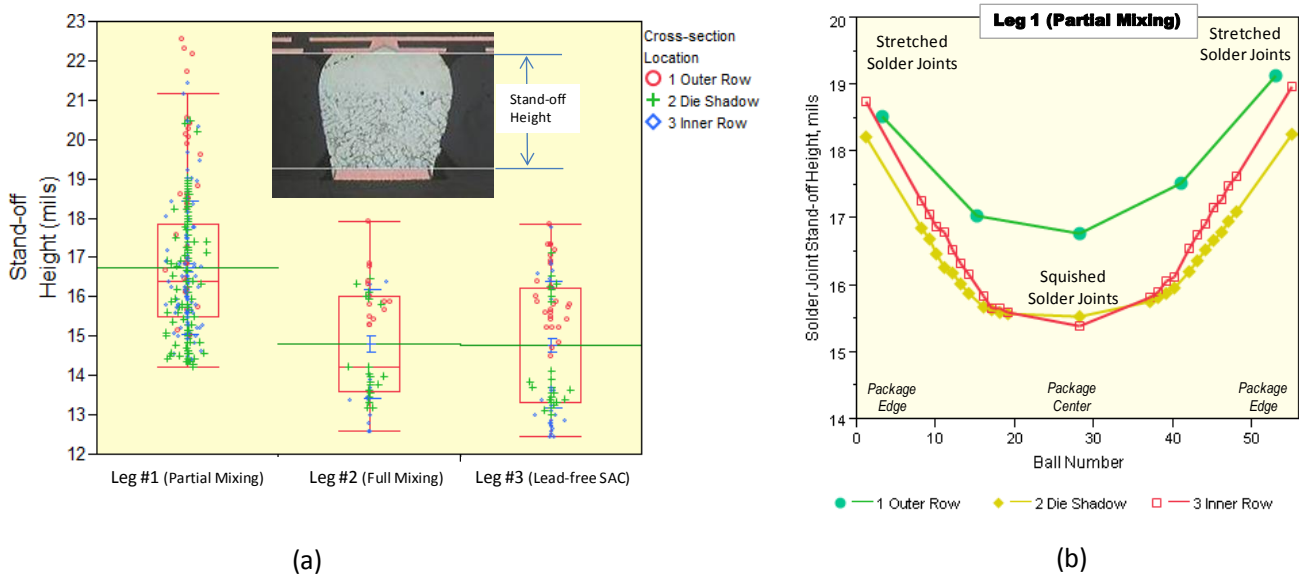 23
22
21
20
19
18
17
16
15
14
13
12
Stand-off
Height (mils)
Stand-off
Height
Cross-section
Location
1 Outer Row
2 Die Shadow
3 Inner Row
Leg #1 (Partial Mixing)
Leg #2 (Full Mixing)
Leg #3 (Lead-free SAC)
(a)
Leg 1 (Partial Mixing)
20
19
18
17
16
15
14
Solder Joint Stand-off Height, mils
Stretched
Solder Joints
Stretched
Solder Joints
Squished
Solder Joints
Package
Edge
Package
Center
Package
Edge
0
10
20
30
40
50
Ball Number
1 Outer Row
2 Die Shadow
3 Inner Row
(b)